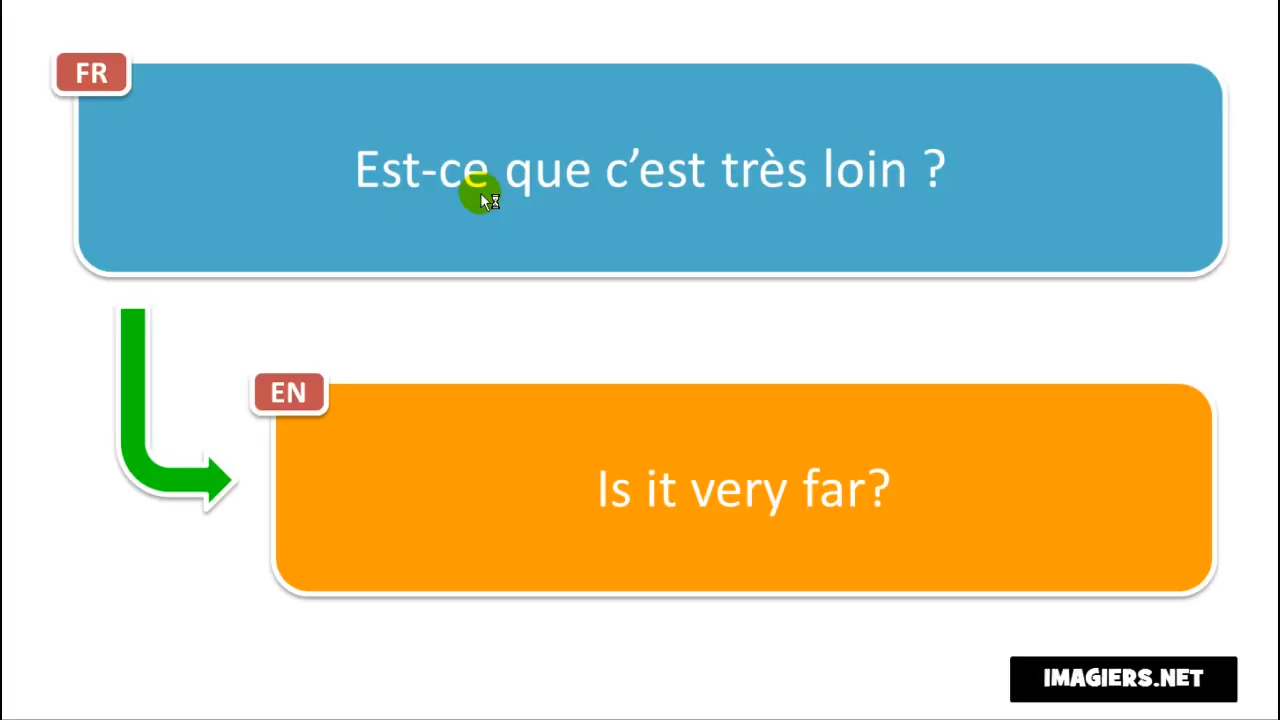 FR
Est-ce que c’est très loin ?
EN
Is it very far?
IMAGIERS.NET